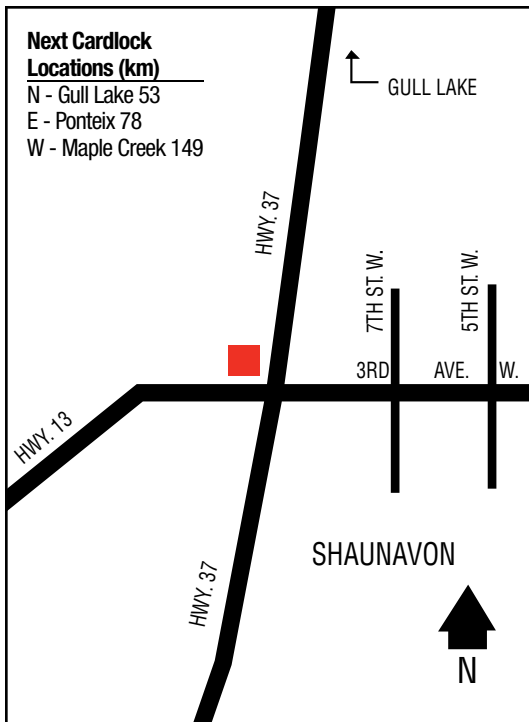 Next Cardlock
Locations (km)
N - Gull Lake 53
E - Ponteix 78
W - Maple Creek 149
GULL LAKE
HWY. 37
7TH ST. W.
5TH ST. W.
3RD AVE. W.
HWY. 13
HWY. 37
SHAUNAVON
N